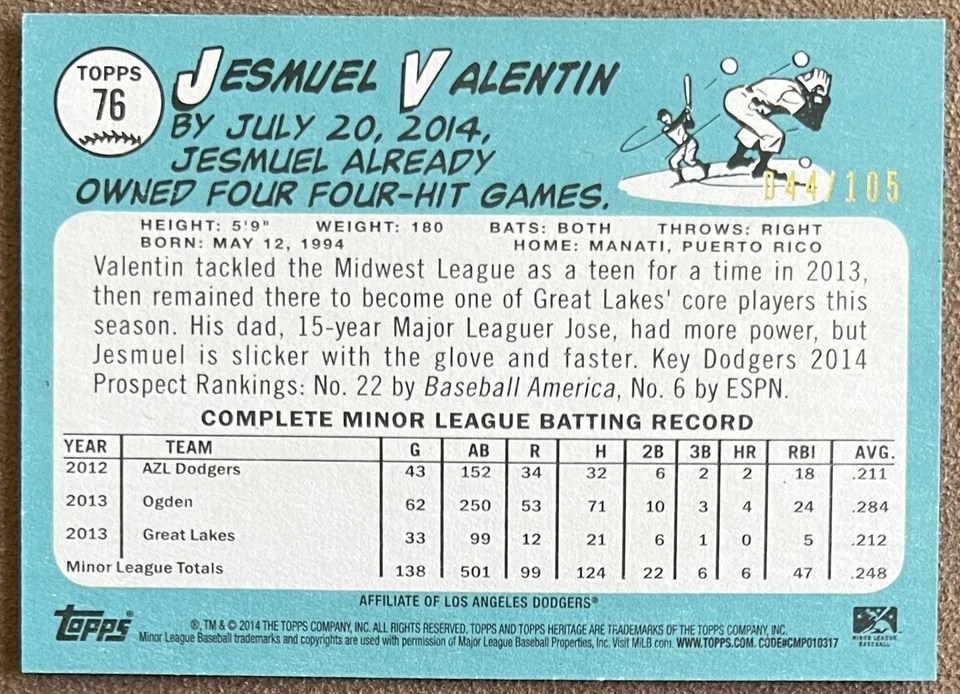 TOPPS
76
JESMUEL VALENTIN
BY JULY 20, 2014,
JESMUEL ALREADY
OWNED FOUR FOUR-HIT GAMES.
044/105
HEIGHT: 5'9" WEIGHT: 180 BATS: BOTH THROWS: RIGHT
BORN: MAY 12, 1994 HOME: MANATI, PUERTO RICO
Valentin tackled the Midwest League as a teen for a time in 2013,
then remained there to become one of Great Lakes' core players this
season. His dad, 15-year Major Leaguer Jose, had more power, but
Jesmuel is slicker with the glove and faster. Key Dodgers 2014
Prospect Rankings: No. 22 by Baseball America, No. 6 by ESPN.
COMPLETE MINOR LEAGUE BATTING RECORD
YEAR TEAM G AB R H 2B 3B HR RBI AVG.
2012 AZL Dodgers 43 152 34 32 6 2 2 18 .211
2013 Ogden 62 250 53 71 10 3 4 24 .284
2013 Great Lakes 33 99 12 21 6 1 0 5 .212
Minor League Totals 138 501 99 124 22 6 6 47 .248
AFFILIATE OF LOS ANGELES DODGERS®
topps®
®, TM & © 2014 THE TOPPS COMPANY, INC. ALL RIGHTS RESERVED. TOPPS AND TOPPS HERITAGE ARE TRADEMARKS OF THE TOPPS COMPANY, INC.
Minor League Baseball trademarks and copyrights are used with permission of Major League Baseball Properties, Inc. Visit MiLB.com. WWW.TOPPS.COM. CODE#CMP010317
MINOR LEAGUE
BASEBALL